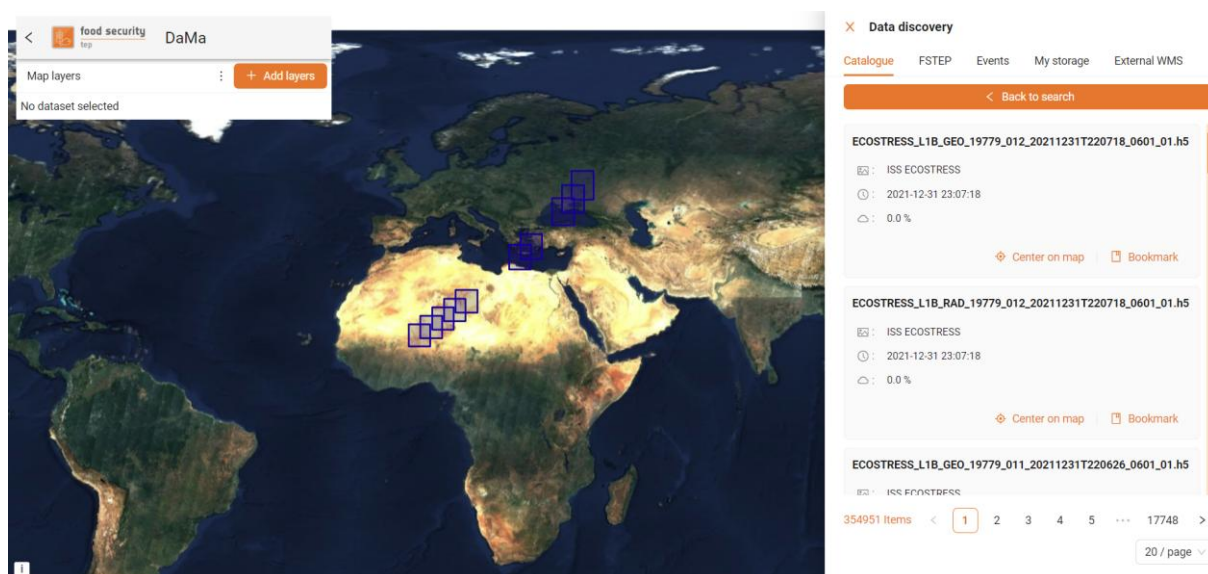 food security
tep
DaMa
Map layers
+ Add layers
No dataset selected
i
Data discovery
Catalogue FSTEP Events My storage External WMS
< Back to search
ECOSTRESS_L1B_GEO_19779_012_20211231T220718_0601_01.h5
: ISS ECOSTRESS
: 2021-12-31 23:07:18
: 0.0 %
Center on map Bookmark
ECOSTRESS_L1B_RAD_19779_012_20211231T220718_0601_01.h5
: ISS ECOSTRESS
: 2021-12-31 23:07:18
: 0.0 %
Center on map Bookmark
ECOSTRESS_L1B_GEO_19779_011_20211231T220626_0601_01.h5
: ISS ECOSTRESS
354951 Items < 1 2 3 4 5 ••• 17748 >
20 / page